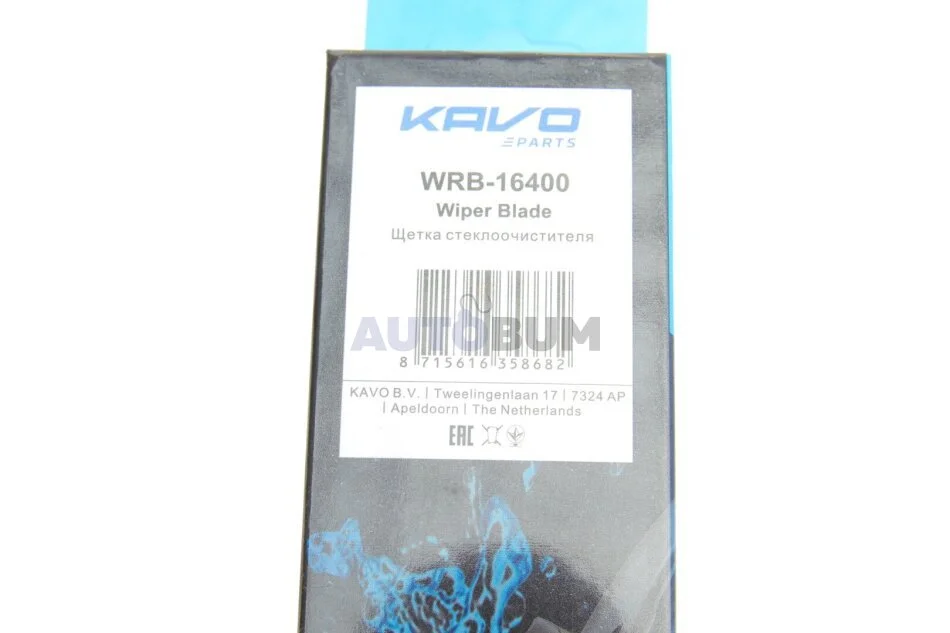 KAVO
PARTS
WRB-16400
Wiper Blade
Щетка стеклоочистителя
AUTOBUM
8 715616 358682
KAVO B.V. | Tweelingenlaan 17 | 7324 AP
| Apeldoorn | The Netherlands
EAC